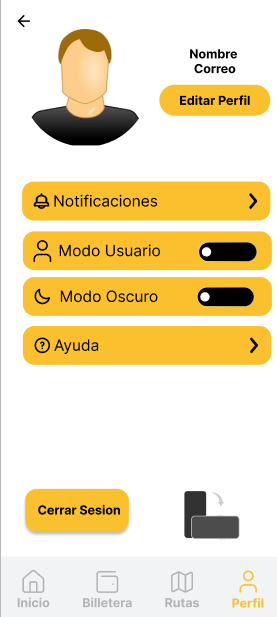 Nombre
Correo
Editar Perfil
Notificaciones
Modo Usuario
Modo Oscuro
Ayuda
Cerrar Sesion
Inicio
Billetera
Rutas
Perfil